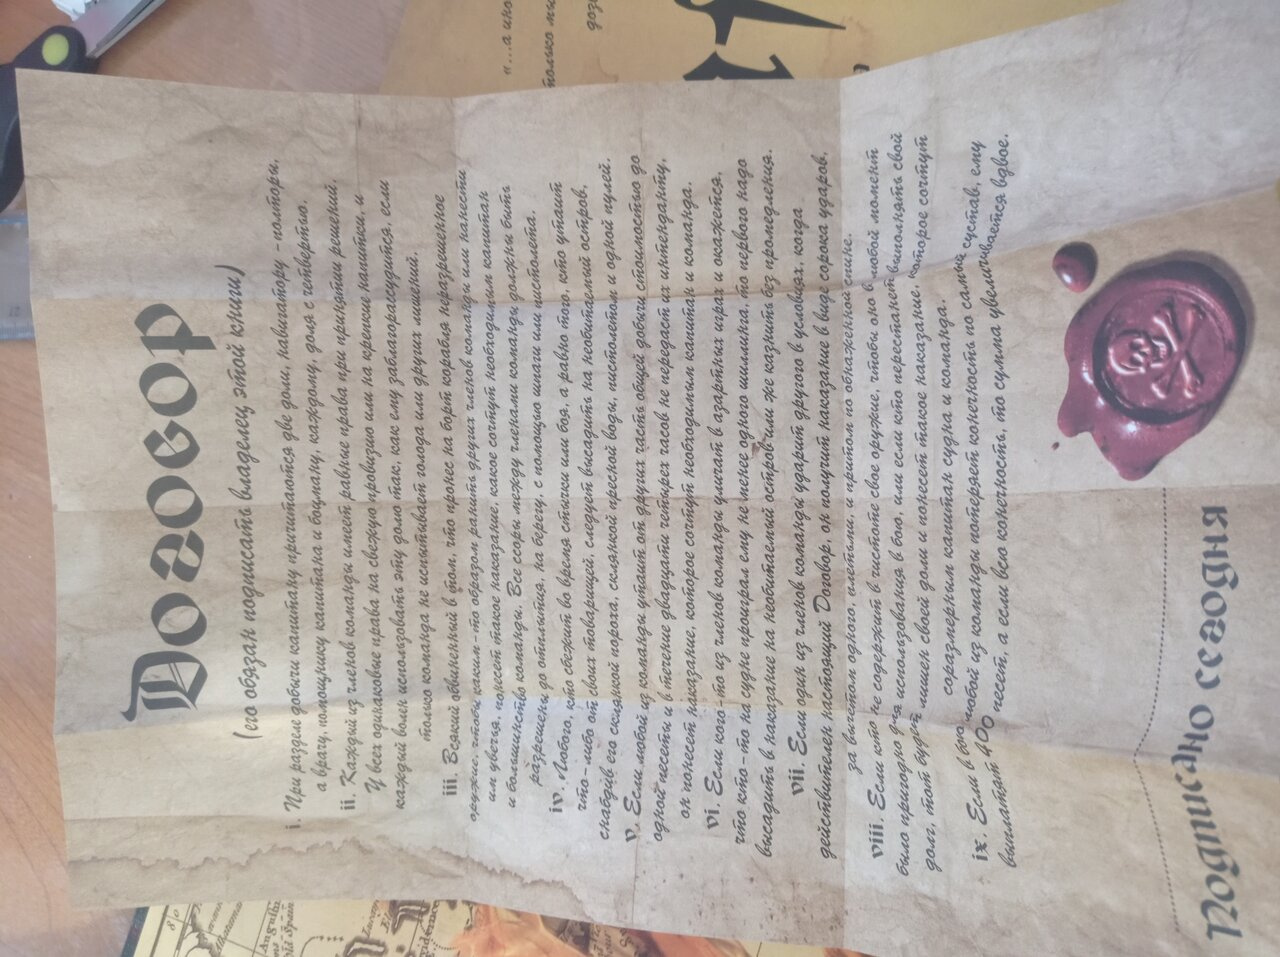 Договор
(его обязан подписать владелец этой книги)
i. При разделе добычи капитану причитаются две доли, навигатору - полторы,
а врачу, помощнику капитана и боцману, каждому, доля с четвертью.
ii. Каждый из членов команды имеет равные права при принятии решений.
У всех одинаковые права на свежую провизию или на крепкие напитки, и
каждый волен использовать эту долю так, как ему заблагорассудится, если
только команда не испытывает голода или других лишений.
iii. Всякий обвиненный в том, что пронес на борт корабля неразрешенное
оружие, чтобы каким-то образом ранить других членов команды или нанести
им увечья, понесет такое наказание, какое сочтут необходимым капитан
и большинство команды. Все ссоры между членами команды должны быть
разрешены до отплытия, на берегу, с помощью шпаги или пистолета.
iv. Любого, кто сбежит во время стычки или боя, а равно того, кто утаит
что-либо от своих товарищей, следует высадить на необитаемый остров,
снабдив его склянкой пороха, склянкой пресной воды, пистолетом и одной пулей.
v. Если любой из команды утаит от других часть общей добычи стоимостью до
одной песеты и в течение двадцати четырех часов не передаст их интенданту,
он понесет наказание, которое сочтут необходимым капитан и команда.
vi. Если кого-то из членов команды уличат в азартных играх и окажется,
что кто-то на судне проиграл ему не менее одного шиллинга, то первого надо
высадить в наказание на необитаемый остров или же казнить без промедления.
vii. Если один из членов команды ударит другого в условиях, когда
действителен настоящий Договор, он получит наказание в виде сорока ударов,
за вычетом одного, плетьми, и притом по обнаженной спине.
viii. Если кто не содержит в чистоте свое оружие, чтобы оно в любой момент
было пригодно для использования в бою, или если кто перестанет выполнять свой
долг, тот будет лишен своей доли и понесет такое наказание, которое сочтут
соразмерным капитан судна и команда.
ix. Если в бою любой из команды потеряет конечность по самый сустав, ему
выплатят 400 песет, а если всю конечность, то сумма увеличивается вдвое.
Подписано сегодня
«...а ино
только ми